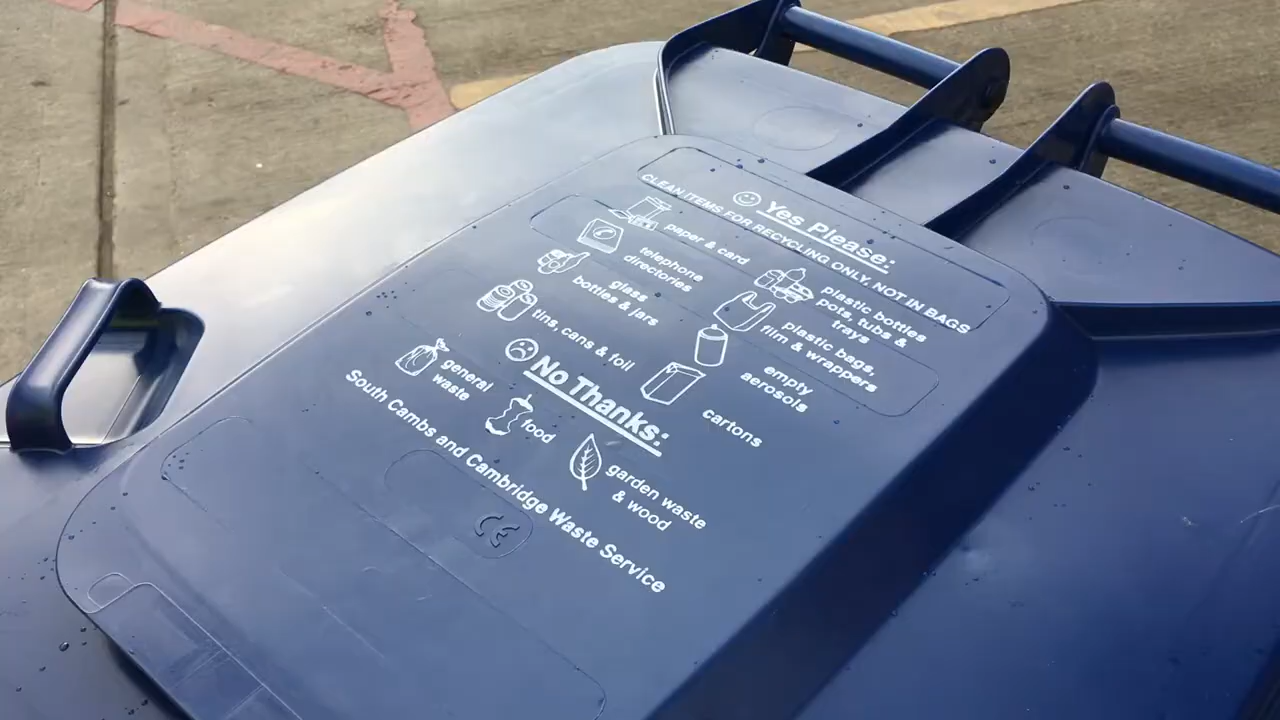 Yes Please:
CLEAN ITEMS FOR RECYCLING ONLY, NOT IN BAGS
paper & card
telephone
directories
glass
bottles & jars
tins, cans & foil
plastic bottles
pots, tubs &
trays
plastic bags,
film & wrappers
empty
aerosols
cartons
No Thanks:
general
waste
food
garden waste
& wood
South Cambs and Cambridge Waste Service
CE